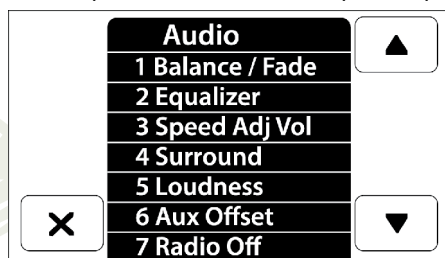 Audio
1 Balance / Fade
2 Equalizer
3 Speed Adj Vol
4 Surround
5 Loudness
6 Aux Offset
7 Radio Off